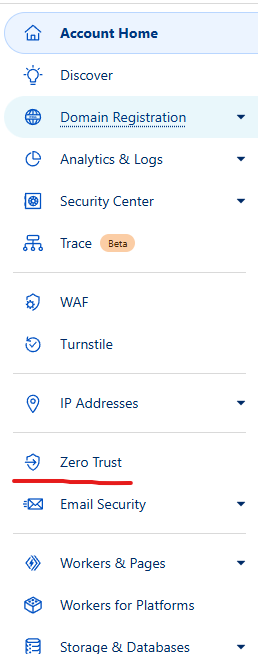 Account Home
Discover
Domain Registration
Analytics & Logs
Security Center
Trace Beta
WAF
Turnstile
IP Addresses
Zero Trust
Email Security
Workers & Pages
Workers for Platforms
Storage & Databases